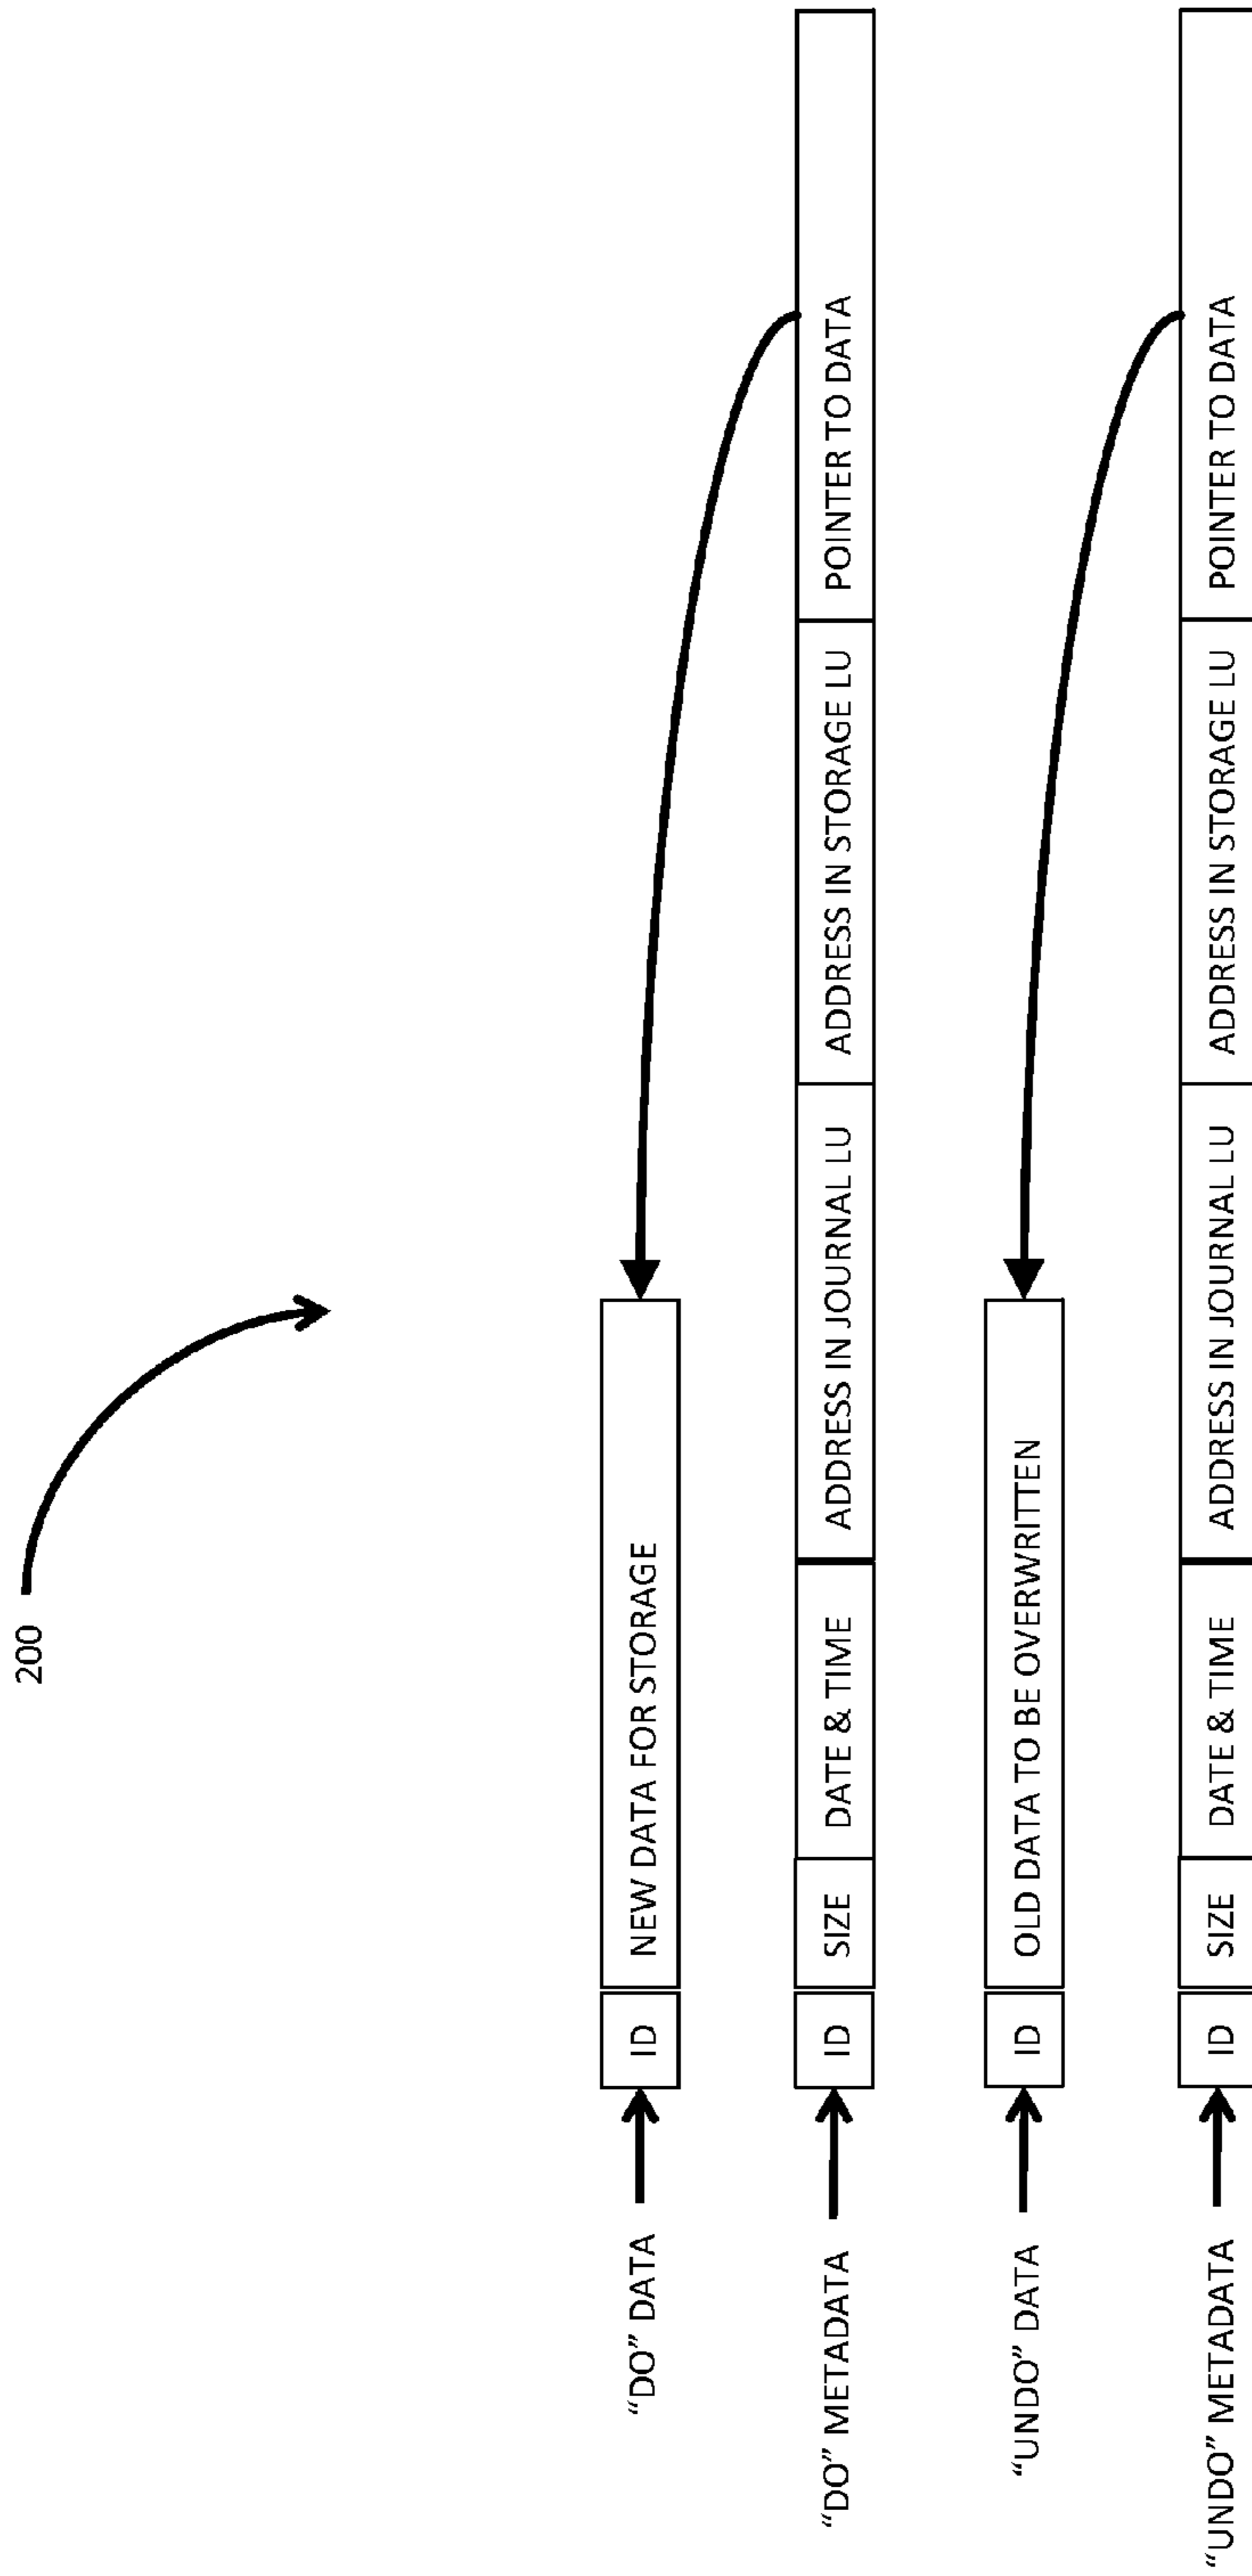 200
“DO” DATA
ID
NEW DATA FOR STORAGE
“DO” METADATA
ID
SIZE
DATE & TIME
ADDRESS IN JOURNAL LU
ADDRESS IN STORAGE LU
POINTER TO DATA
“UNDO” DATA
ID
OLD DATA TO BE OVERWRITTEN
“UNDO” METADATA
ID
SIZE
DATE & TIME
ADDRESS IN JOURNAL LU
ADDRESS IN STORAGE LU
POINTER TO DATA